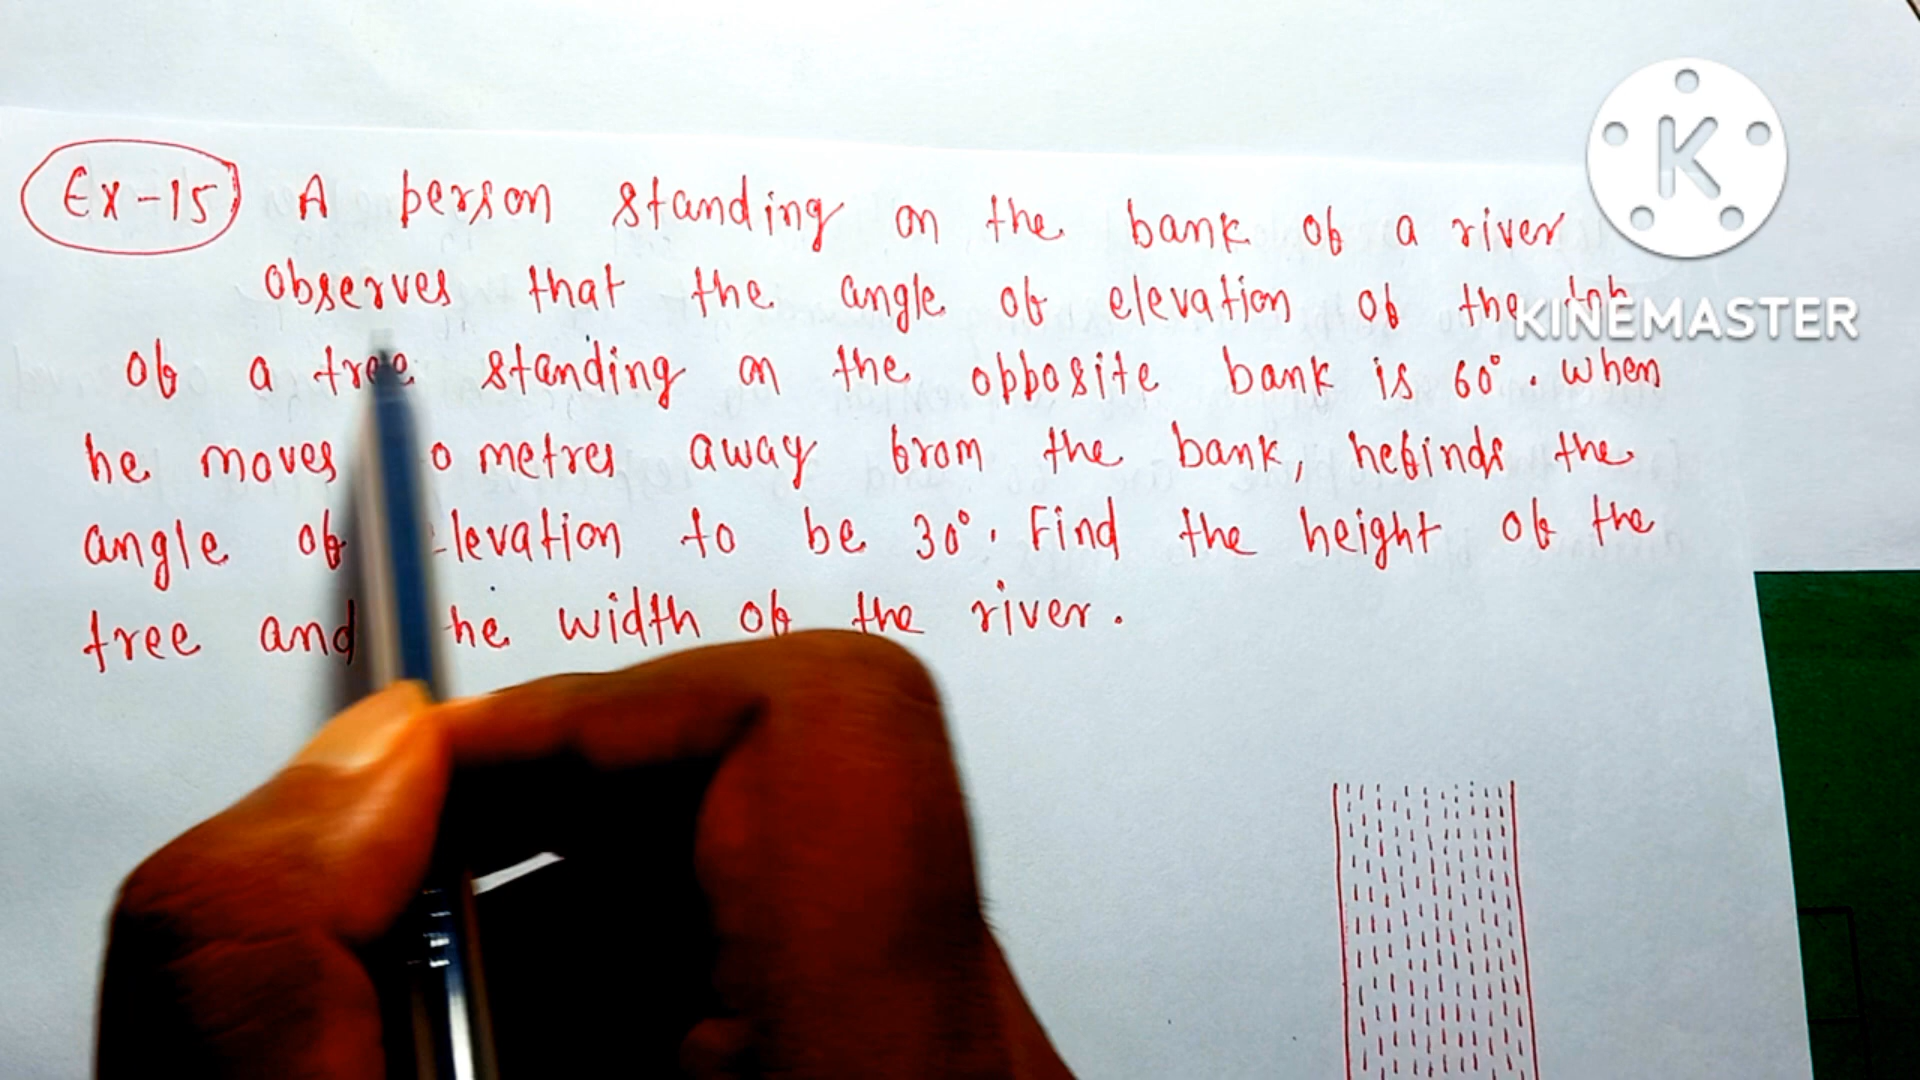 Ex-15 A person standing on the bank of a river
observes that the angle of elevation of the top
of a tree standing on the opposite bank is 60°. when
he moves 0 metres away from the bank, he finds the
angle of levation to be 30°. Find the height of the
tree and he width of the river.
K
KINEMASTER